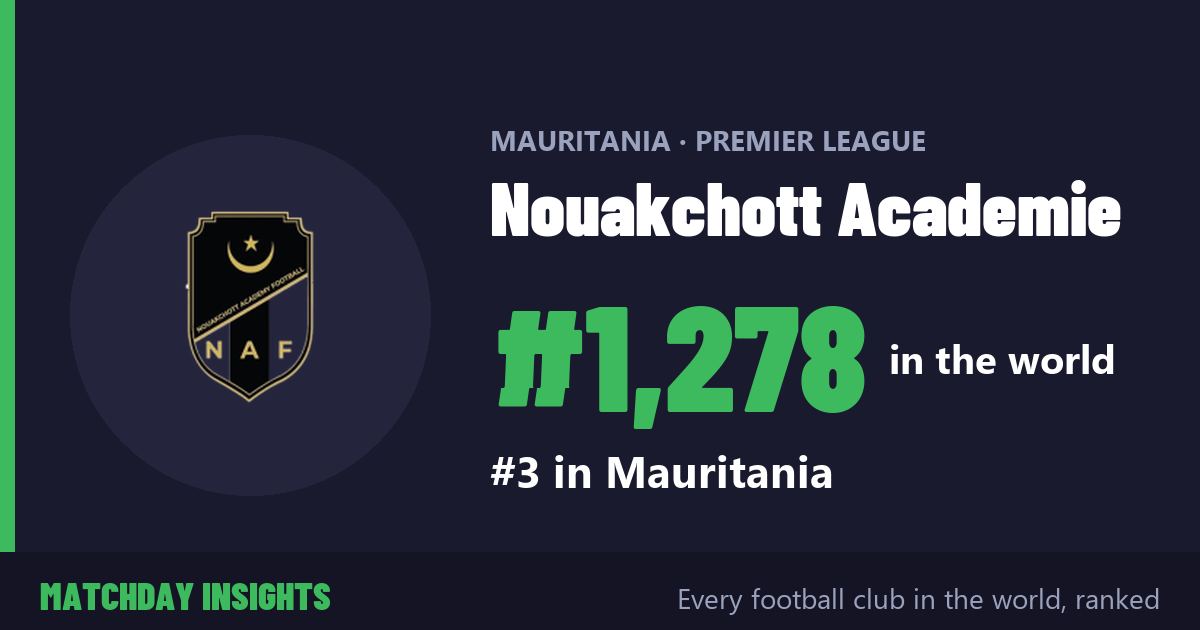 MAURITANIA · PREMIER LEAGUE
Nouakchott Academie
#1,278 in the world
#3 in Mauritania
NOUAKCHOTT ACADEMY FOOTBALL
N A F
MATCHDAY INSIGHTS
Every football club in the world, ranked